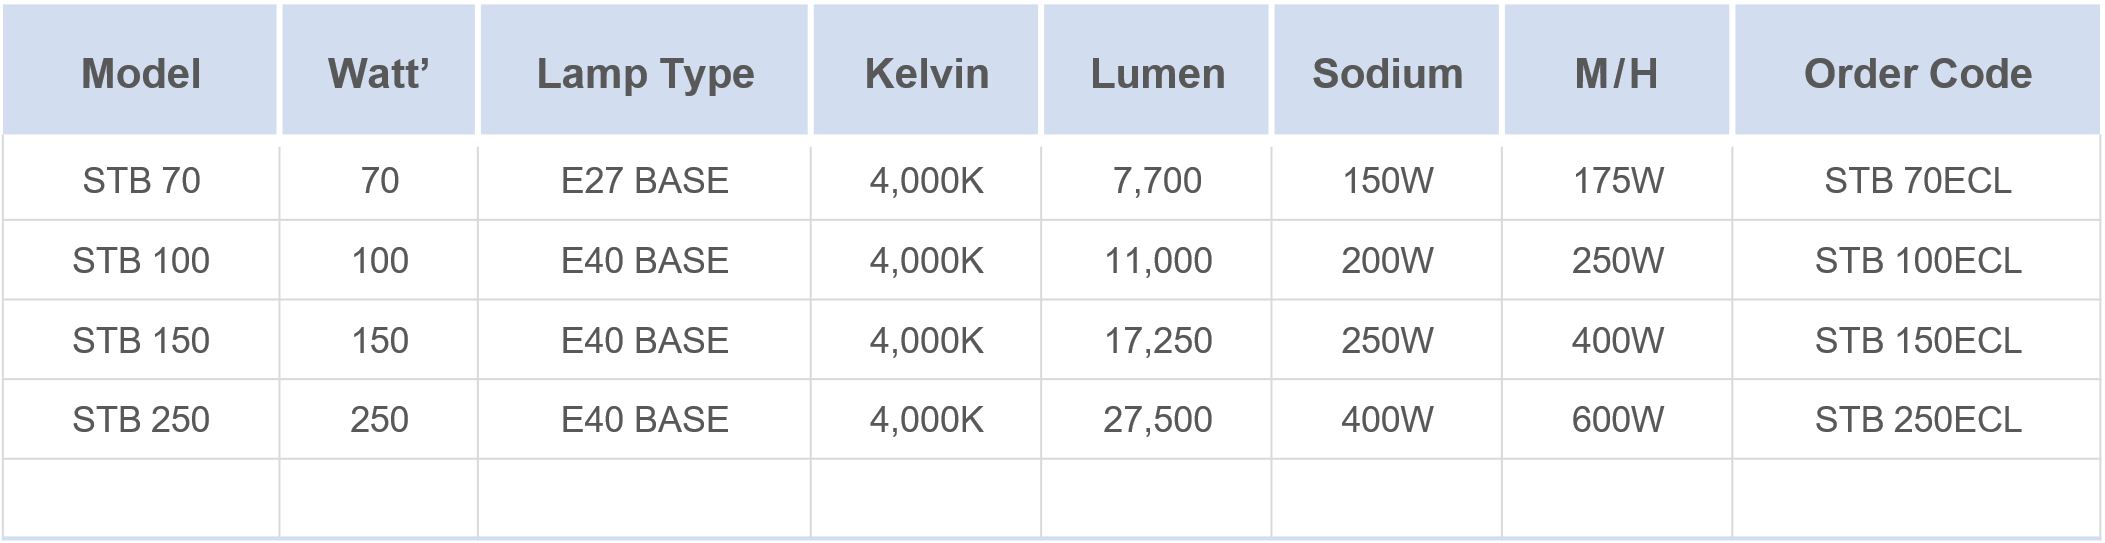 Model Watt’ Lamp Type Kelvin Lumen Sodium M/H Order Code
STB 70 70 E27 BASE 4,000K 7,700 150W 175W STB 70ECL
STB 100 100 E40 BASE 4,000K 11,000 200W 250W STB 100ECL
STB 150 150 E40 BASE 4,000K 17,250 250W 400W STB 150ECL
STB 250 250 E40 BASE 4,000K 27,500 400W 600W STB 250ECL